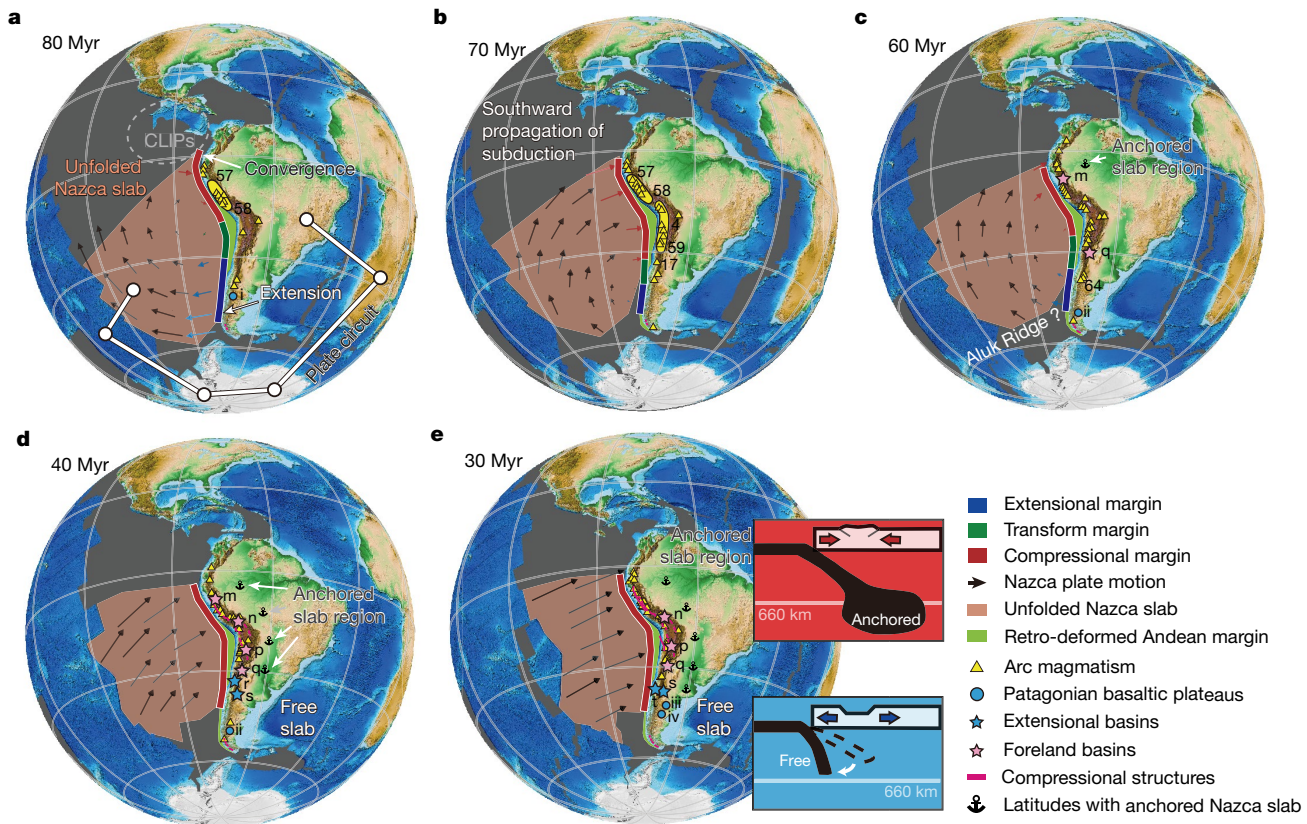 a
80 Myr
CLIPs
Unfolded
Nazca slab
Convergence
57
58
i
Extension
Plate circuit
b
70 Myr
Southward
propagation of
subduction
57
58
4
59
17
c
60 Myr
Anchored
slab region
m
q
64
ii
Aluk Ridge ?
d
40 Myr
m
Anchored
slab region
n
p
q
r
s
Free
slab
ii
e
30 Myr
Anchored
slab region
n
p
q
s
t
iii
iv
Free
slab
660 km
Anchored
Free
660 km
Extensional margin
Transform margin
Compressional margin
Nazca plate motion
Unfolded Nazca slab
Retro-deformed Andean margin
Arc magmatism
Patagonian basaltic plateaus
Extensional basins
Foreland basins
Compressional structures
Latitudes with anchored Nazca slab